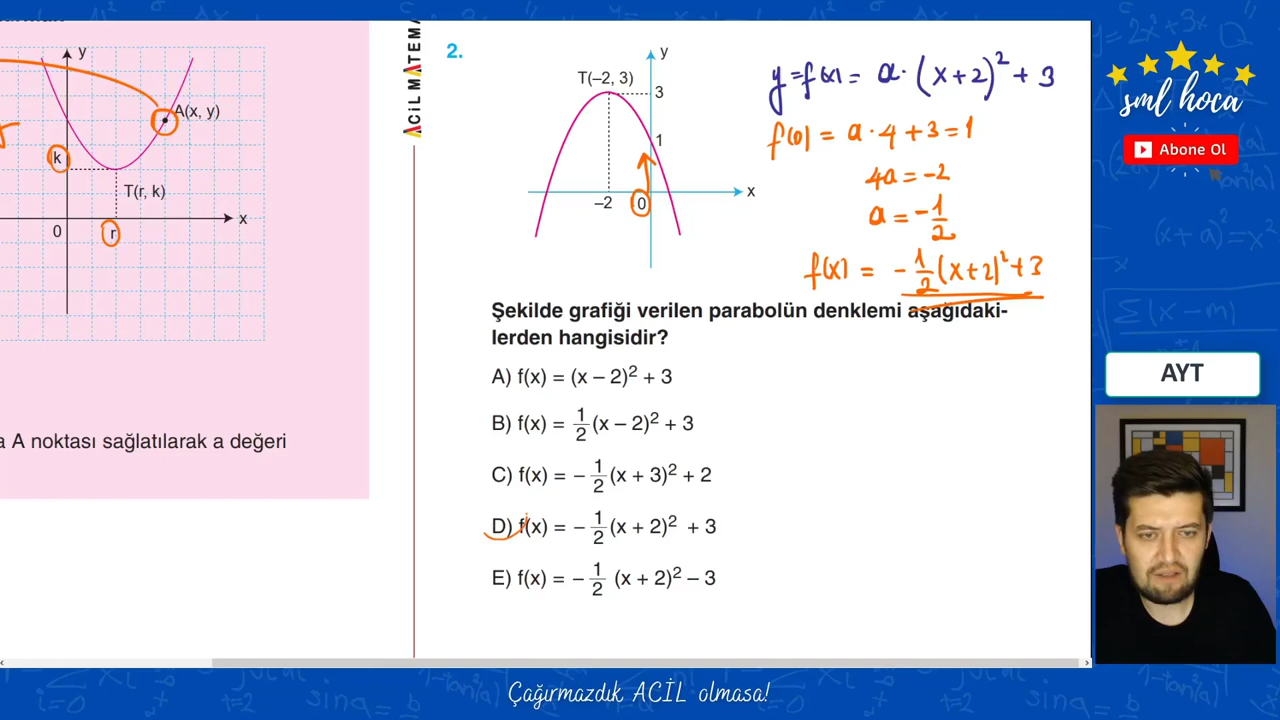 y
A(x, y)
k
T(r, k)
x
0
r
a A noktası sağlatılarak a değeri
ACİL MATEM
2.
y
T(–2, 3)
3
1
x
–2
0
y=f(x) = a·(x+2)² + 3
f(0) = a·4+3=1
4a = -2
a = -1/2
f(x) = -1/2(x+2)²+3
Şekilde grafiği verilen parabolün denklemi aşağıdaki-
lerden hangisidir?
A) f(x) = (x – 2)² + 3
B) f(x) = 1/2(x – 2)² + 3
C) f(x) = – 1/2(x + 3)² + 2
D) f(x) = – 1/2(x + 2)² + 3
E) f(x) = – 1/2 (x + 2)² – 3
sml hoca
Abone Ol
AYT
Çağırmazdık ACİL olmasa!